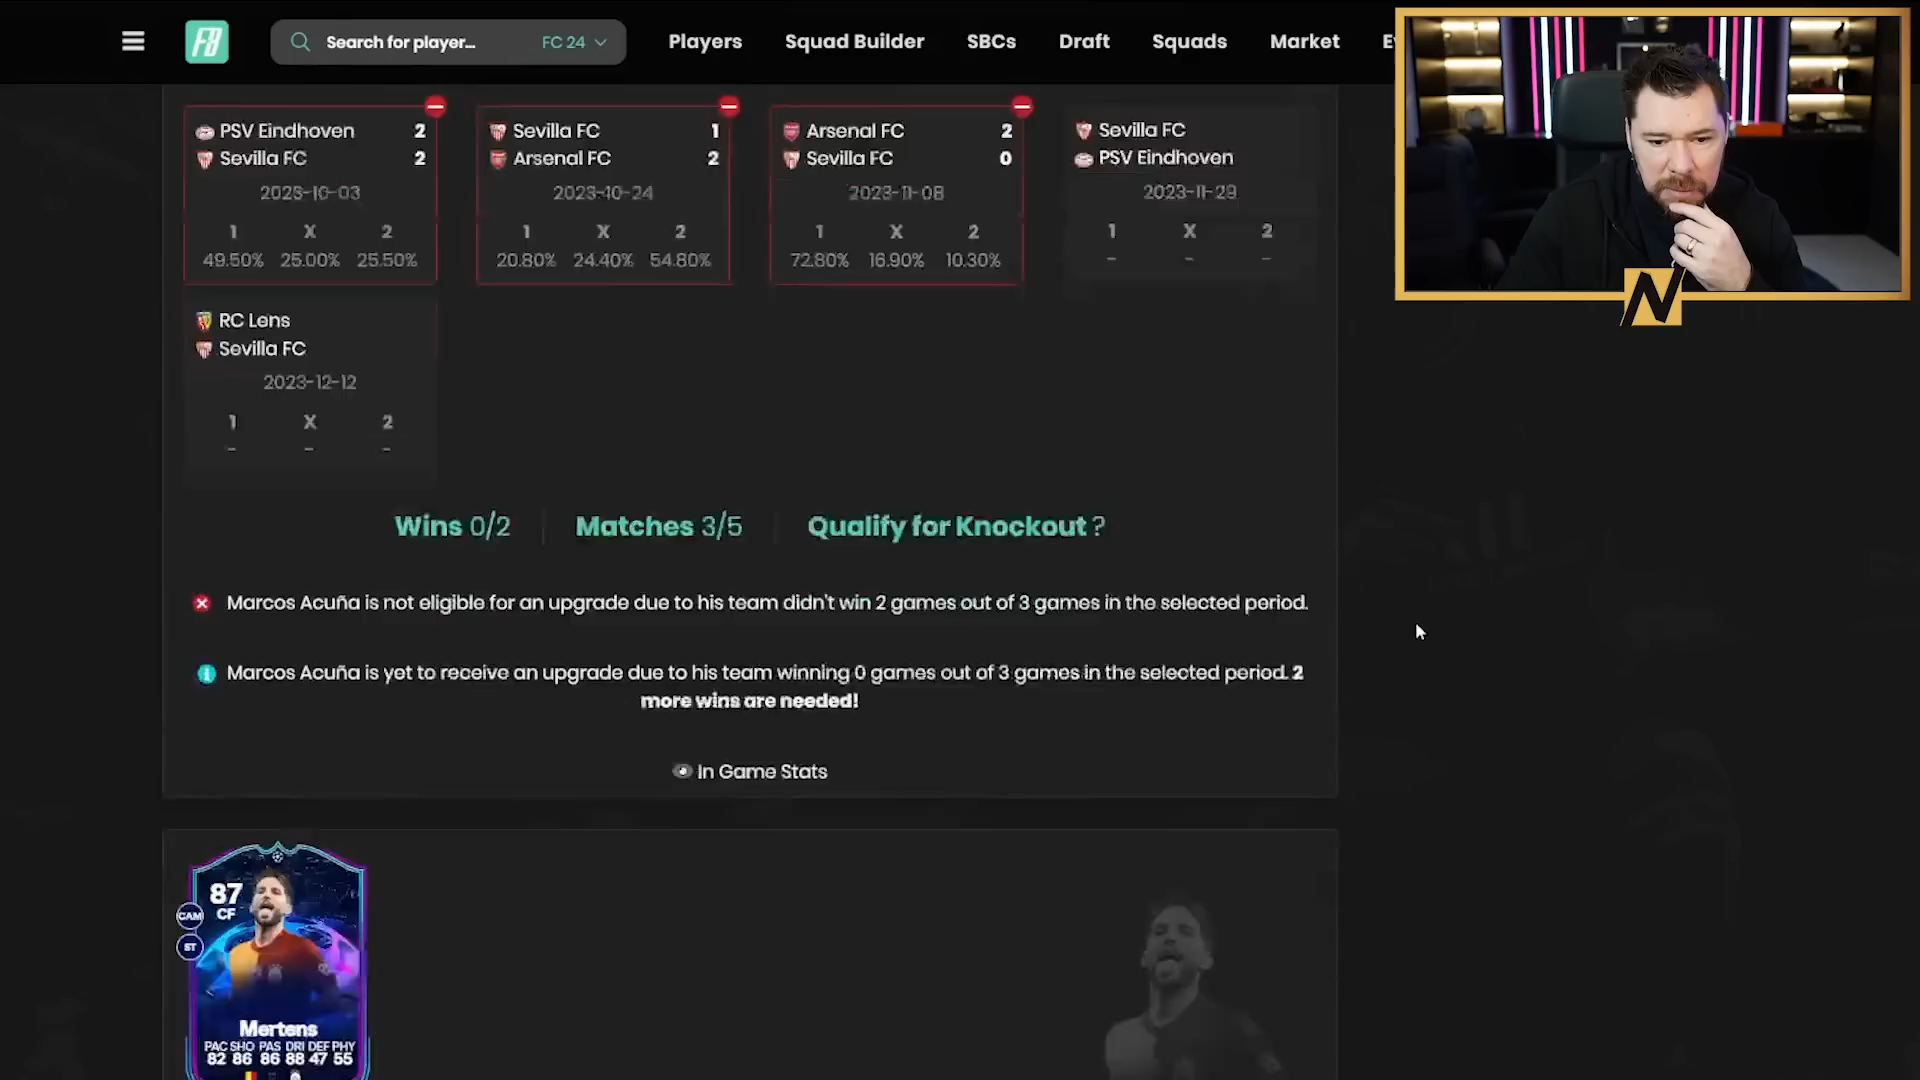 F8
Search for player...
FC 24
Players
Squad Builder
SBCs
Draft
Squads
Market
PSV Eindhoven 2
Sevilla FC 2
2023-10-03
1 X 2
49.50% 25.00% 25.50%
Sevilla FC 1
Arsenal FC 2
2023-10-24
1 X 2
20.80% 24.40% 54.80%
Arsenal FC 2
Sevilla FC 0
2023-11-08
1 X 2
72.80% 16.90% 10.30%
Sevilla FC
PSV Eindhoven
2023-11-29
1 X 2
- - -
RC Lens
Sevilla FC
2023-12-12
1 X 2
- - -
Wins 0/2
Matches 3/5
Qualify for Knockout ?
Marcos Acuña is not eligible for an upgrade due to his team didn't win 2 games out of 3 games in the selected period.
Marcos Acuña is yet to receive an upgrade due to his team winning 0 games out of 3 games in the selected period. 2
more wins are needed!
In Game Stats
87
CF
CAM
ST
Mertens
PAC SHO PAS DRI DEF PHY
82 86 86 88 47 55
N